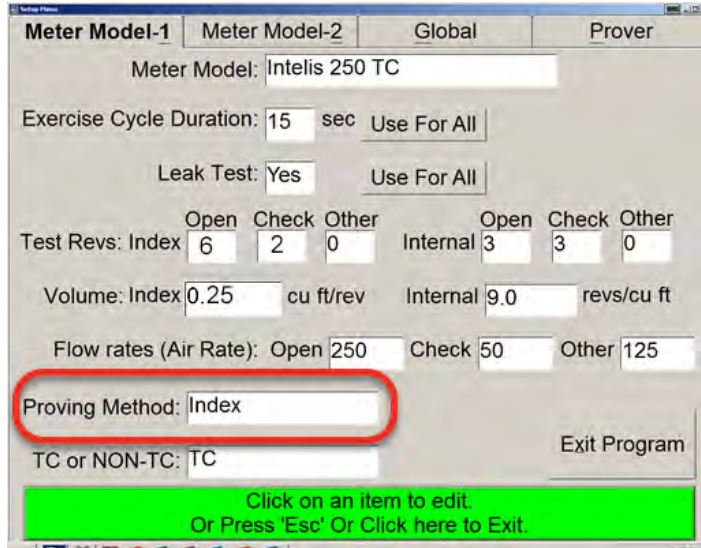 Setup Menu
Meter Model-1 Meter Model-2 Global Prover
Meter Model: Intelis 250 TC
Exercise Cycle Duration: 15 sec Use For All
Leak Test: Yes Use For All
Open Check Other Open Check Other
Test Revs: Index 6 2 0 Internal 3 3 0
Volume: Index 0.25 cu ft/rev Internal 9.0 revs/cu ft
Flow rates (Air Rate): Open 250 Check 50 Other 125
Proving Method: Index
TC or NON-TC: TC
Exit Program
Click on an item to edit.
Or Press 'Esc' Or Click here to Exit.